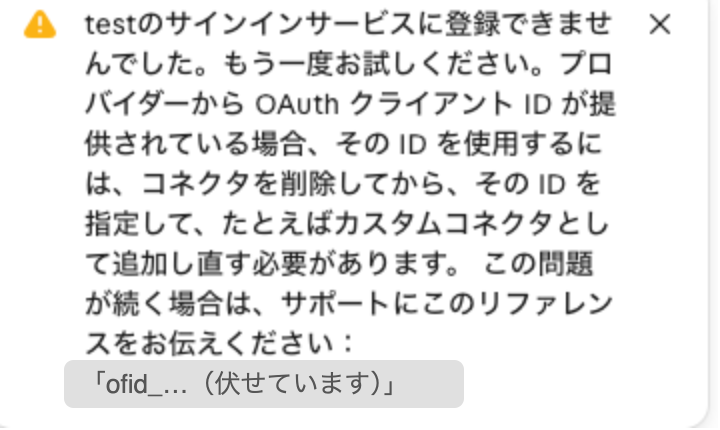 testのサインインサービスに登録できませ
んでした。もう一度お試しください。プロ
バイダーから OAuth クライアント ID が提
供されている場合、その ID を使用するに
は、コネクタを削除してから、その ID を
指定して、たとえばカスタムコネクタとし
て追加し直す必要があります。 この問題
が続く場合は、サポートにこのリファレン
スをお伝えください：
「ofid_…（伏せています）」